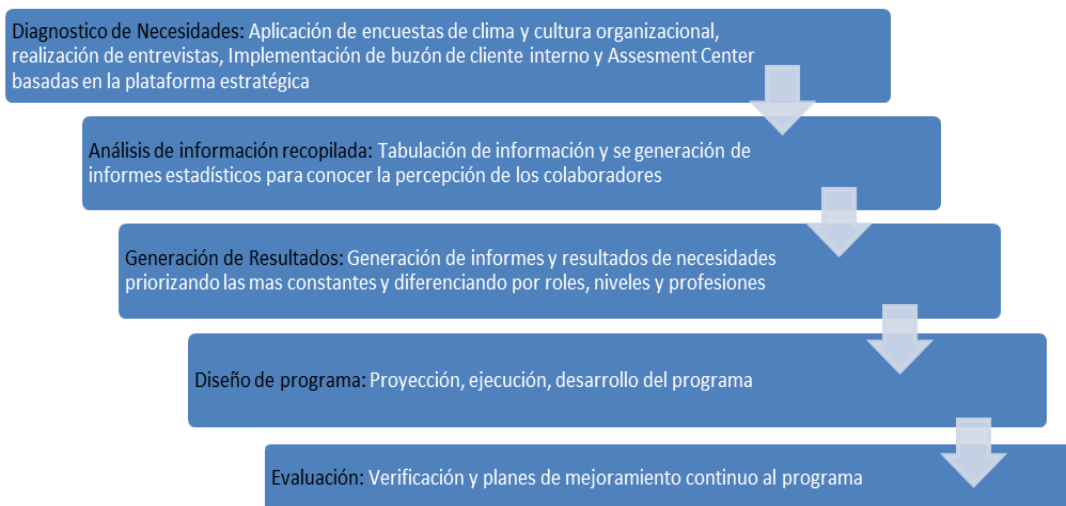 Diagnostico de Necesidades: Aplicación de encuestas de clima y cultura organizacional,
realización de entrevistas, Implementación de buzón de cliente interno y Assesment Center
basadas en la plataforma estratégica
Análisis de información recopilada: Tabulación de información y se generación de
informes estadísticos para conocer la percepción de los colaboradores
Generación de Resultados: Generación de informes y resultados de necesidades
priorizando las mas constantes y diferenciando por roles, niveles y profesiones
Diseño de programa: Proyección, ejecución, desarrollo del programa
Evaluación: Verificación y planes de mejoramiento continuo al programa